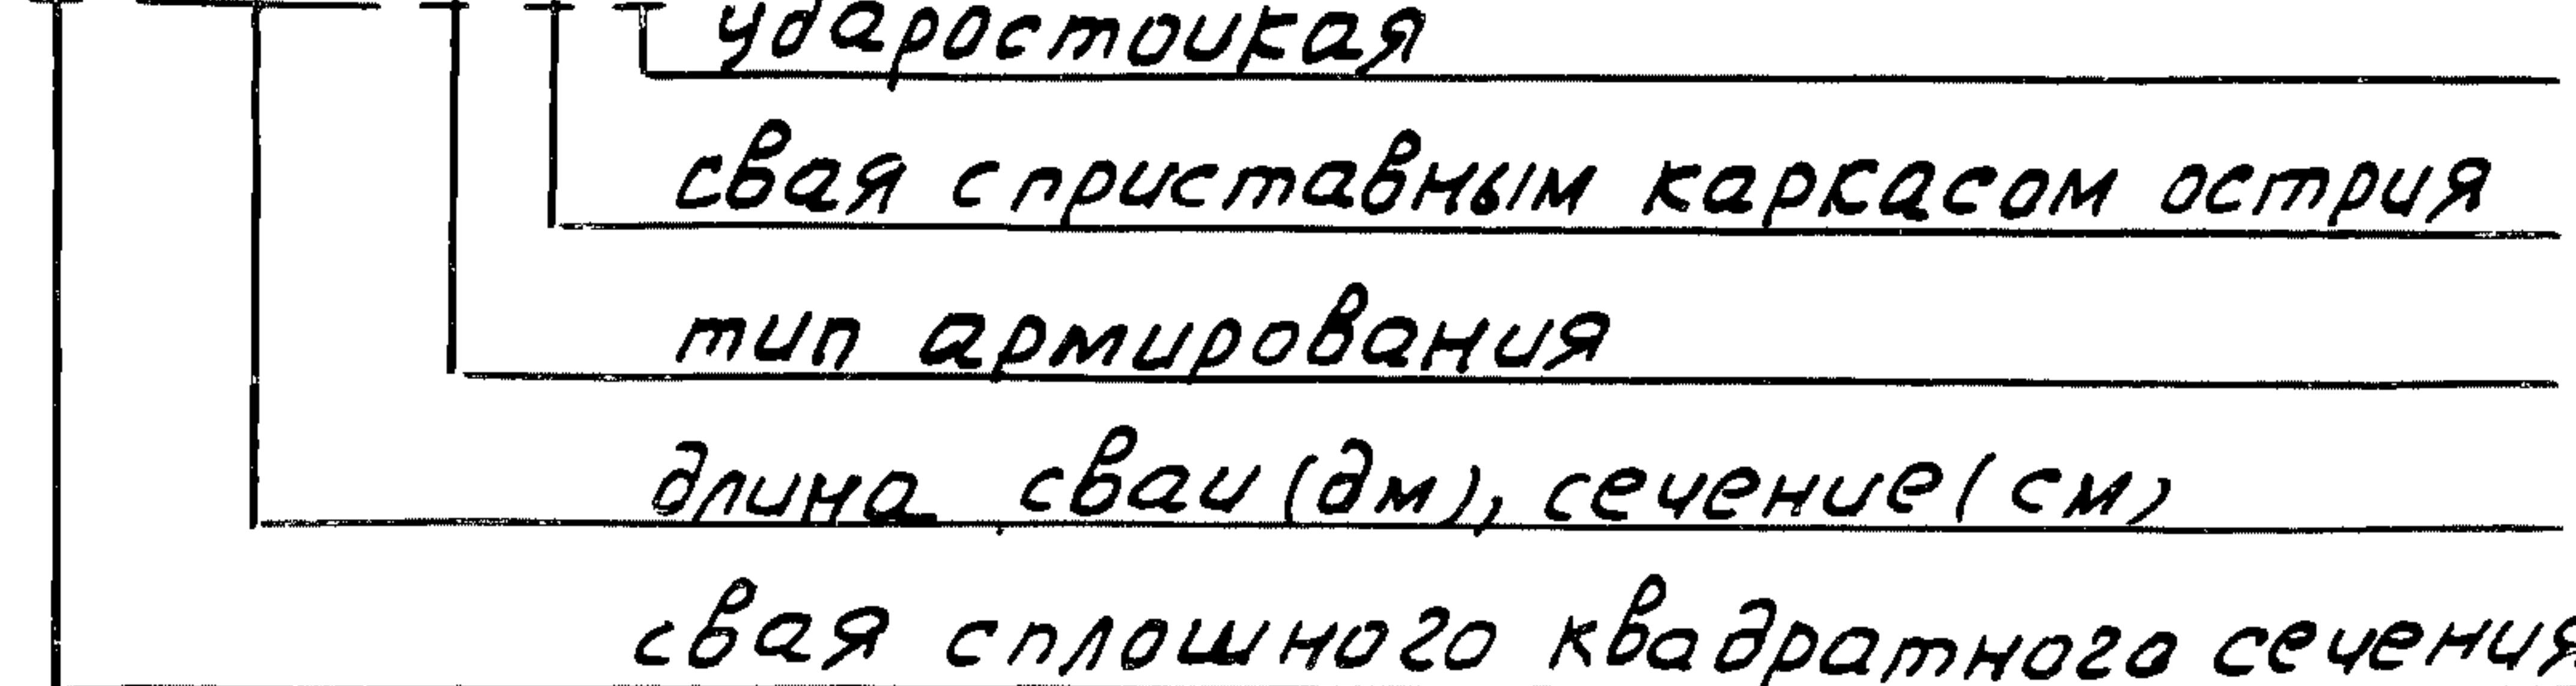 ударостойкая
свая с приставным каркасом острия
тип армирования
длина сваи (дм), сечение (см)
свая сплошного квадратного сечения